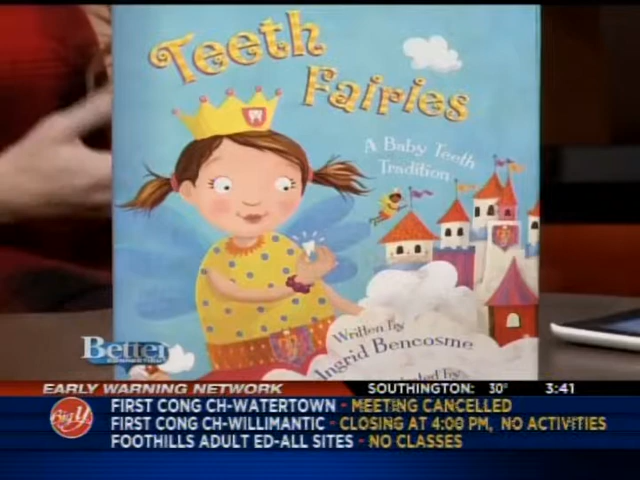 Teeth
Fairies
A Baby Teeth
Tradition
Written By
Ingrid Bencosme
By
Better
EARLY WARNING NETWORK SOUTHINGTON: 30° 3:41
Big Y
FIRST CONG CH-WATERTOWN - MEETING CANCELLED
FIRST CONG CH-WILLIMANTIC - CLOSING AT 4:00 PM, NO ACTIVITIES
FOOTHILLS ADULT ED-ALL SITES - NO CLASSES